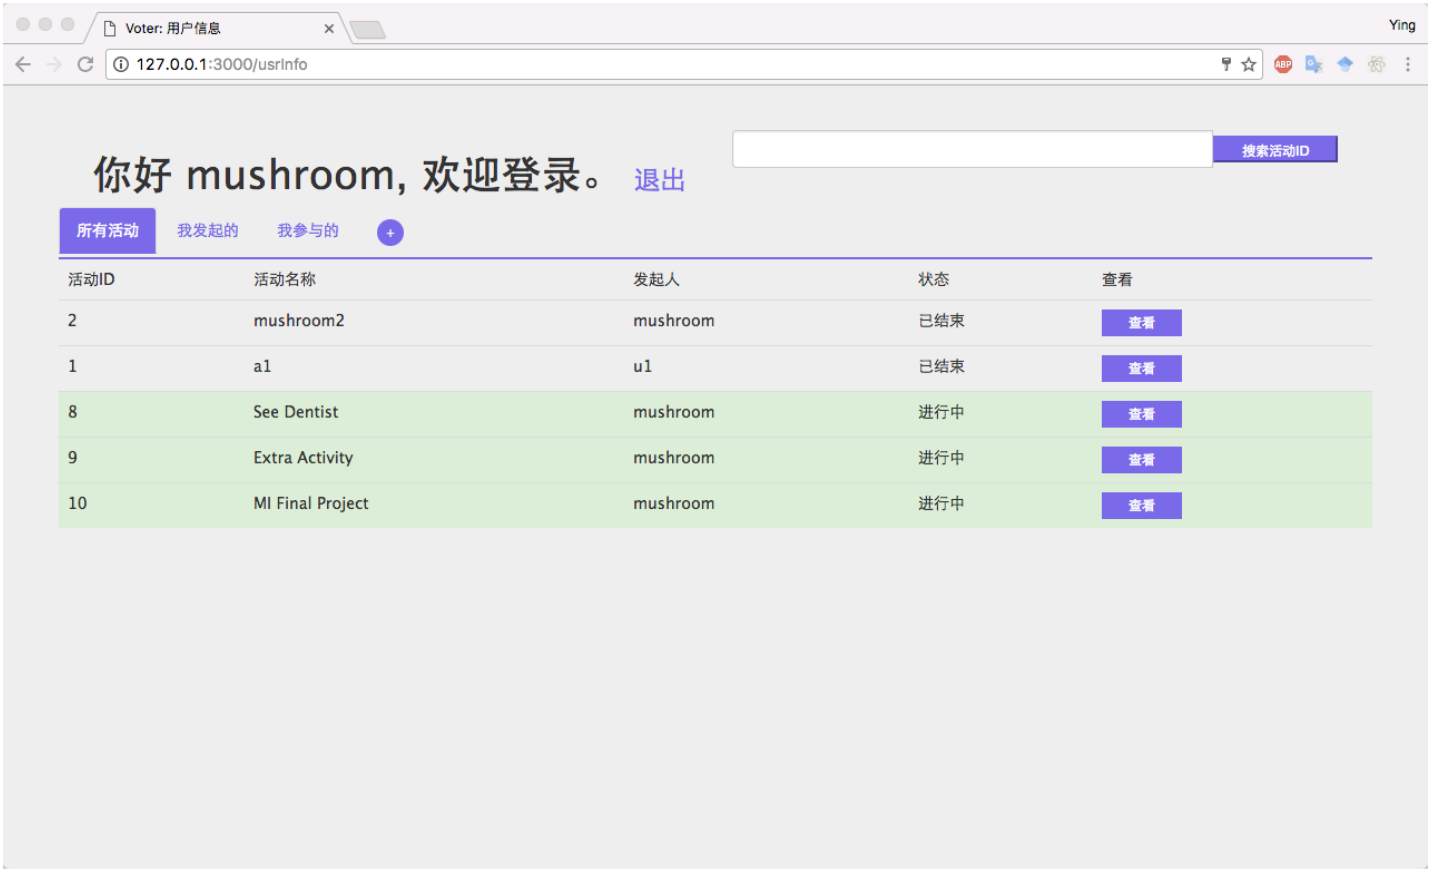 Voter: 用户信息
Ying
127.0.0.1:3000/usrInfo
ABP
你好 mushroom, 欢迎登录。 退出
搜索活动ID
所有活动 我发起的 我参与的 +
活动ID 活动名称 发起人 状态 查看
2 mushroom2 mushroom 已结束 查看
1 a1 u1 已结束 查看
8 See Dentist mushroom 进行中 查看
9 Extra Activity mushroom 进行中 查看
10 MI Final Project mushroom 进行中 查看